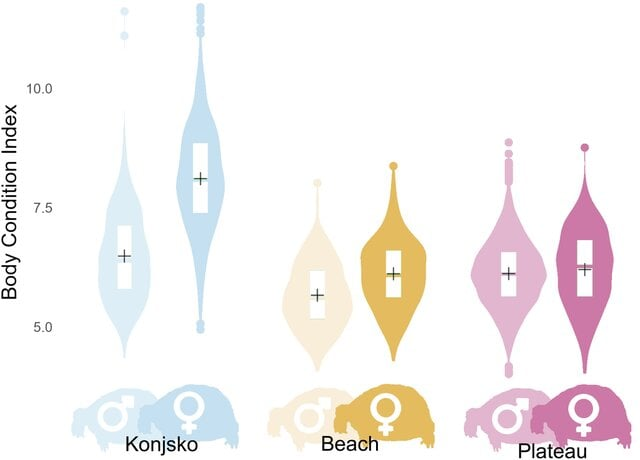 Body Condition Index
10.0
7.5
5.0
♂ ♀ ♂ ♀ ♂ ♀
Konjsko Beach Plateau